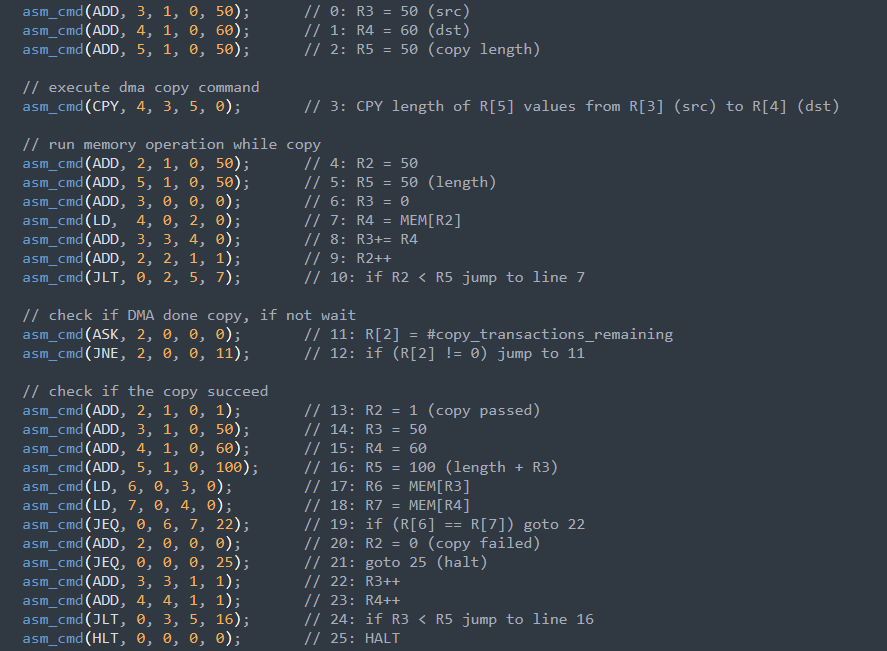 asm_cmd(ADD, 3, 1, 0, 50);      // 0: R3 = 50 (src)
asm_cmd(ADD, 4, 1, 0, 60);      // 1: R4 = 60 (dst)
asm_cmd(ADD, 5, 1, 0, 50);      // 2: R5 = 50 (copy length)
// execute dma copy command
asm_cmd(CPY, 4, 3, 5, 0);       // 3: CPY length of R[5] values from R[3] (src) to R[4] (dst)
// run memory operation while copy
asm_cmd(ADD, 2, 1, 0, 50);      // 4: R2 = 50
asm_cmd(ADD, 5, 1, 0, 50);      // 5: R5 = 50 (length)
asm_cmd(ADD, 3, 0, 0, 0);       // 6: R3 = 0
asm_cmd(LD,  4, 0, 2, 0);       // 7: R4 = MEM[R2]
asm_cmd(ADD, 3, 3, 4, 0);       // 8: R3+= R4
asm_cmd(ADD, 2, 2, 1, 1);       // 9: R2++
asm_cmd(JLT, 0, 2, 5, 7);       // 10: if R2 < R5 jump to line 7
// check if DMA done copy, if not wait
asm_cmd(ASK, 2, 0, 0, 0);       // 11: R[2] = #copy_transactions_remaining
asm_cmd(JNE, 2, 0, 0, 11);      // 12: if (R[2] != 0) jump to 11
// check if the copy succeed
asm_cmd(ADD, 2, 1, 0, 1);       // 13: R2 = 1 (copy passed)
asm_cmd(ADD, 3, 1, 0, 50);      // 14: R3 = 50
asm_cmd(ADD, 4, 1, 0, 60);      // 15: R4 = 60
asm_cmd(ADD, 5, 1, 0, 100);     // 16: R5 = 100 (length + R3)
asm_cmd(LD, 6, 0, 3, 0);        // 17: R6 = MEM[R3]
asm_cmd(LD, 7, 0, 4, 0);        // 18: R7 = MEM[R4]
asm_cmd(JEQ, 0, 6, 7, 22);      // 19: if (R[6] == R[7]) goto 22
asm_cmd(ADD, 2, 0, 0, 0);       // 20: R2 = 0 (copy failed)
asm_cmd(JEQ, 0, 0, 0, 25);      // 21: goto 25 (halt)
asm_cmd(ADD, 3, 3, 1, 1);       // 22: R3++
asm_cmd(ADD, 4, 4, 1, 1);       // 23: R4++
asm_cmd(JLT, 0, 3, 5, 16);      // 24: if R3 < R5 jump to line 16
asm_cmd(HLT, 0, 0, 0, 0);       // 25: HALT